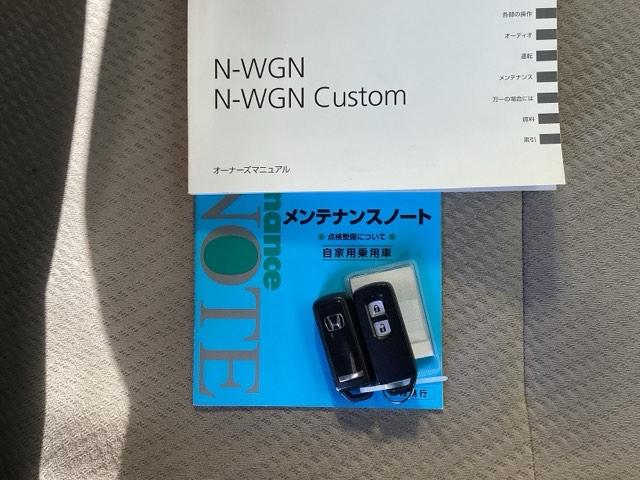 各部の操作
オーディオ
運転
メンテナンス
万一の場合には
資料
索引
N-WGN
N-WGN Custom
オーナーズマニュアル
nance
NOTE
メンテナンスノート
点検整備について
自家用乗用車
行